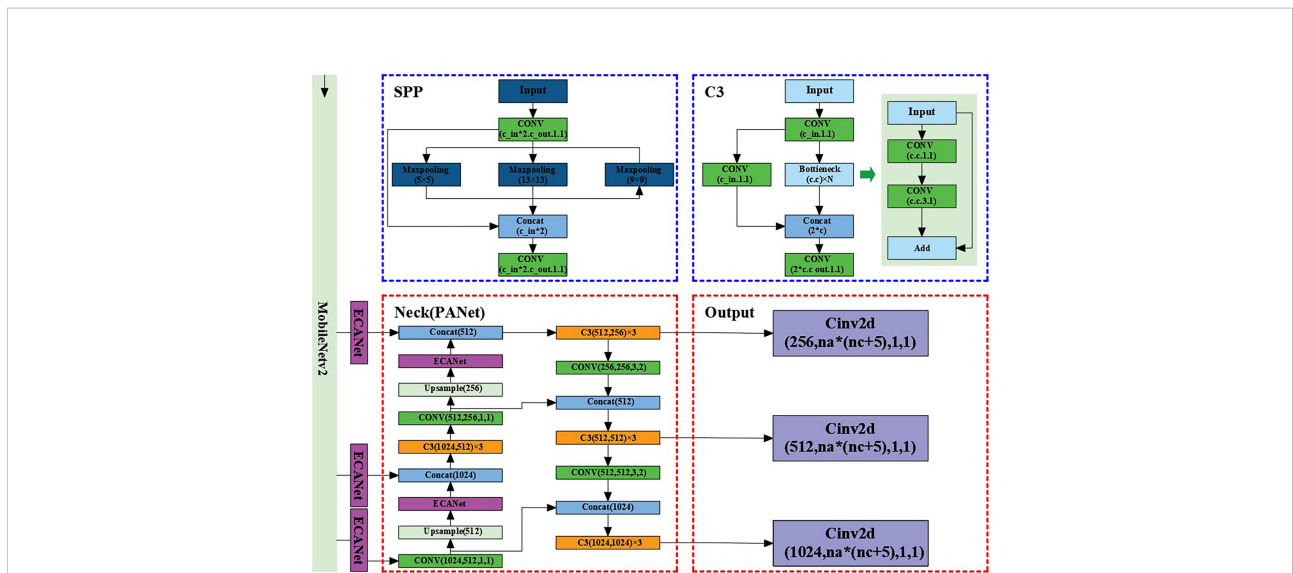 SPP
Input
CONV
(c_in*2.c_out.1.1)
Maxpooling
(5×5)
Maxpooling
(13×13)
Maxpooling
(9×9)
Concat
(c_in*2)
CONV
(c_in*2.c_out.1.1)
C3
Input
CONV
(c_in.1.1)
CONV
(c_in.1.1)
Bottleneck
(c.c)×N
Concat
(2*c)
CONV
(2*c.c out.1.1)
Input
CONV
(c.c.1.1)
CONV
(c.c.3.1)
Add
MobileNetv2
ECANet
ECANet
ECANet
Neck(PANet)
Concat(512)
ECANet
Upsample(256)
CONV(512,256,1,1)
C3(1024,512)×3
Concat(1024)
ECANet
Upsample(512)
CONV(1024,512,1,1)
C3(512,256)×3
CONV(256,256,3,2)
Concat(512)
C3(512,512)×3
CONV(512,512,3,2)
Concat(1024)
C3(1024,1024)×3
Output
Cinv2d
(256,na*(nc+5),1,1)
Cinv2d
(512,na*(nc+5),1,1)
Cinv2d
(1024,na*(nc+5),1,1)